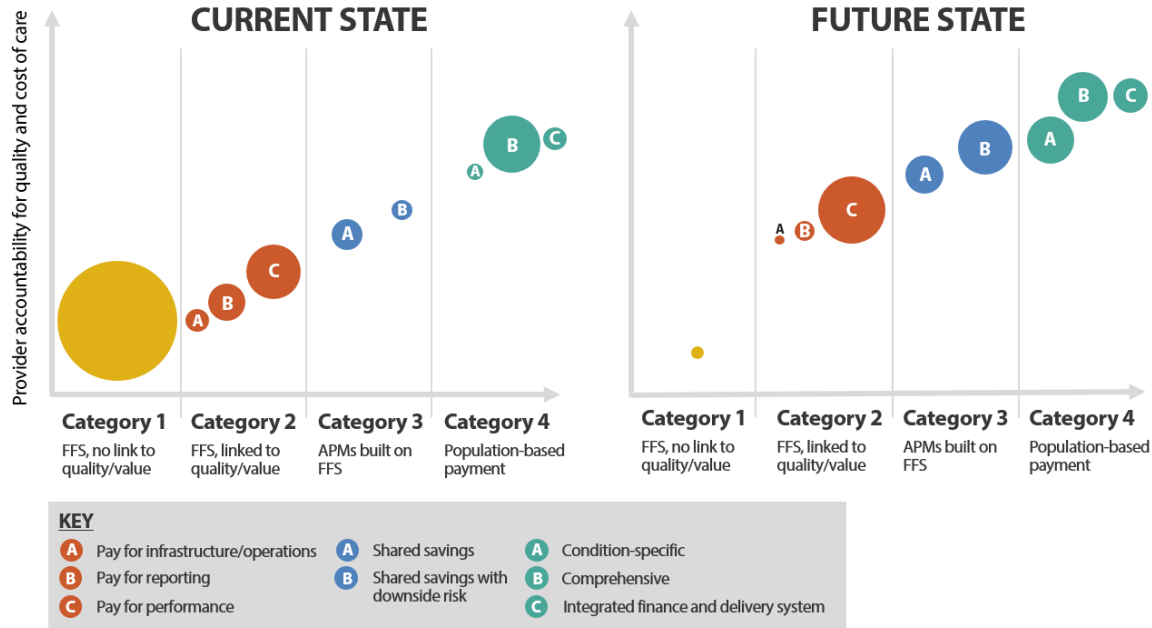 CURRENT STATE
FUTURE STATE
Provider accountability for quality and cost of care
A
B
C
A
B
A
B
C
A
B
C
A
B
A
B
C
Category 1
FFS, no link to
quality/value
Category 2
FFS, linked to
quality/value
Category 3
APMs built on
FFS
Category 4
Population-based
payment
Category 1
FFS, no link to
quality/value
Category 2
FFS, linked to
quality/value
Category 3
APMs built on
FFS
Category 4
Population-based
payment
KEY
A Pay for infrastructure/operations
B Pay for reporting
C Pay for performance
A Shared savings
B Shared savings with
downside risk
A Condition-specific
B Comprehensive
C Integrated finance and delivery system